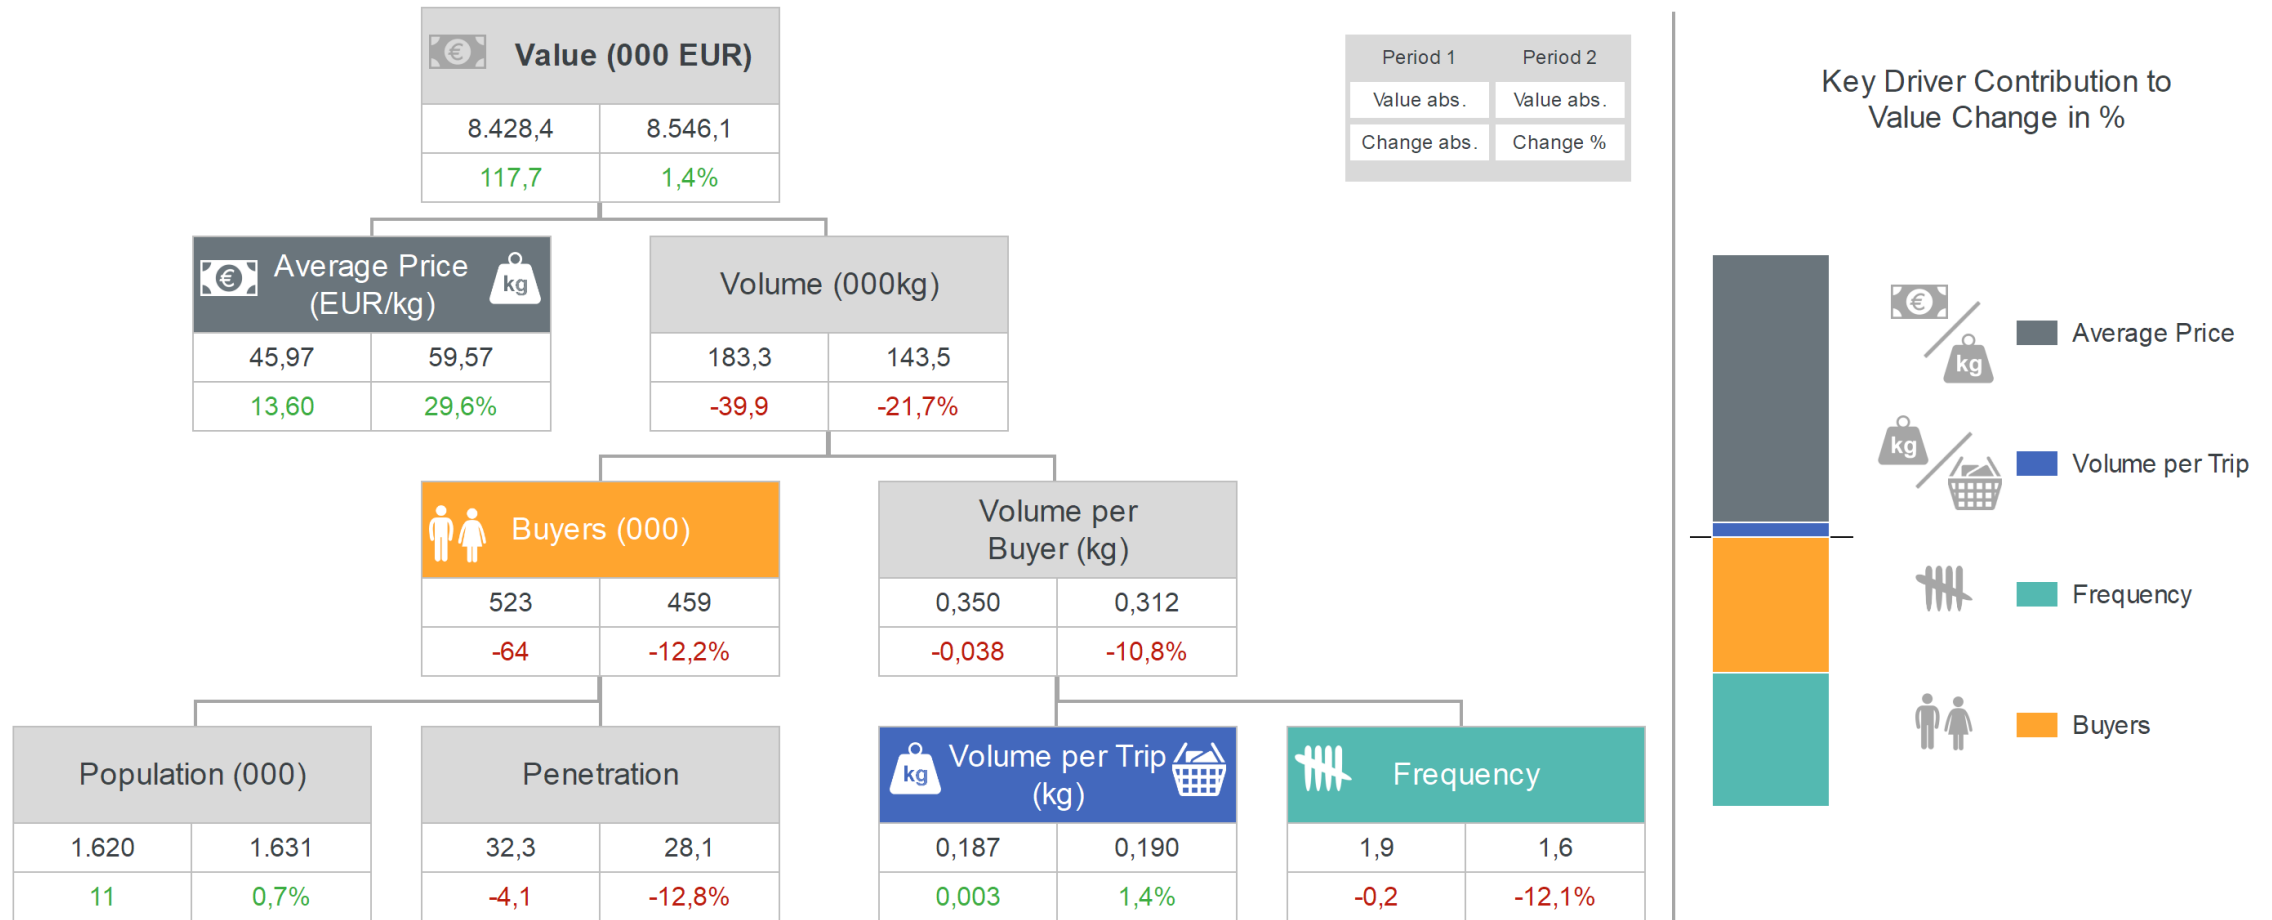 Value (000 EUR)
8.428,4 8.546,1
117,7 1,4%
Period 1 Period 2
Value abs. Value abs.
Change abs. Change %
Key Driver Contribution to
Value Change in %
Average Price
(EUR/kg)
kg
45,97 59,57
13,60 29,6%
Volume (000kg)
183,3 143,5
-39,9 -21,7%
Buyers (000)
523 459
-64 -12,2%
Volume per
Buyer (kg)
0,350 0,312
-0,038 -10,8%
Population (000)
1.620 1.631
11 0,7%
Penetration
32,3 28,1
-4,1 -12,8%
kg
Volume per Trip
(kg)
0,187 0,190
0,003 1,4%
Frequency
1,9 1,6
-0,2 -12,1%
€
kg
Average Price
kg
Volume per Trip
Frequency
Buyers